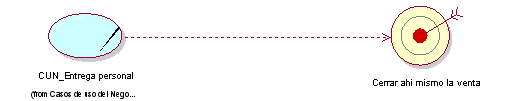 CUN_Entrega personal
(from Casos de uso del Nego...
Cerrar ahi mismo la venta